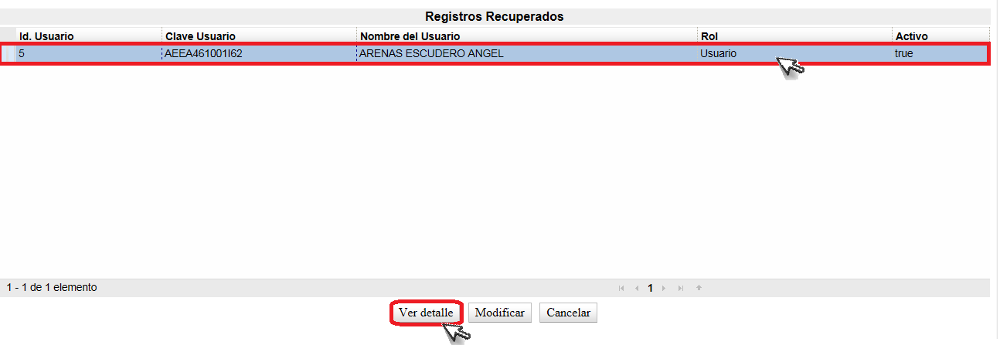 Registros Recuperados
Id. Usuario Clave Usuario Nombre del Usuario Rol Activo
5 AEEA461001I62 ARENAS ESCUDERO ANGEL Usuario true
1 - 1 de 1 elemento 1
Ver detalle Modificar Cancelar